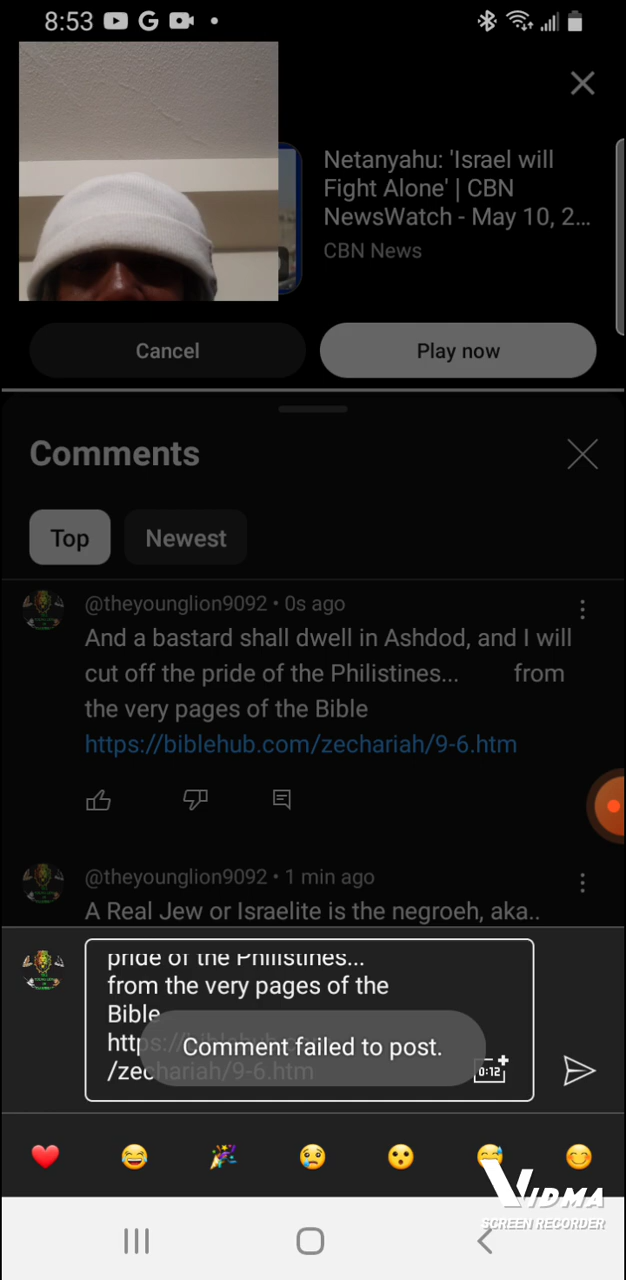 8:53
Netanyahu: 'Israel will
Fight Alone' | CBN
NewsWatch - May 10, 2...
CBN News
Cancel
Play now
Comments
Top
Newest
@theyounglion9092 • 0s ago
And a bastard shall dwell in Ashdod, and I will
cut off the pride of the Philistines... from
the very pages of the Bible
https://biblehub.com/zechariah/9-6.htm
@theyounglion9092 • 1 min ago
A Real Jew or Israelite is the negroeh, aka..
pride of the Philistines...
from the very pages of the
Bible
Comment failed to post.
/zechariah/9-6.htm
0:12
VIDMA
SCREEN RECORDER